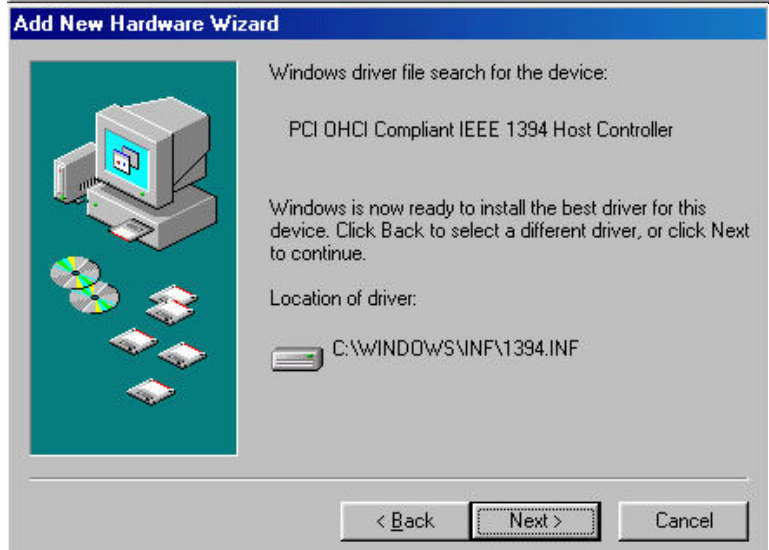 Add New Hardware Wizard
Windows driver file search for the device:
PCI OHCI Compliant IEEE 1394 Host Controller
Windows is now ready to install the best driver for this
device. Click Back to select a different driver, or click Next
to continue.
Location of driver:
C:\WINDOWS\INF\1394.INF
< Back
Next >
Cancel